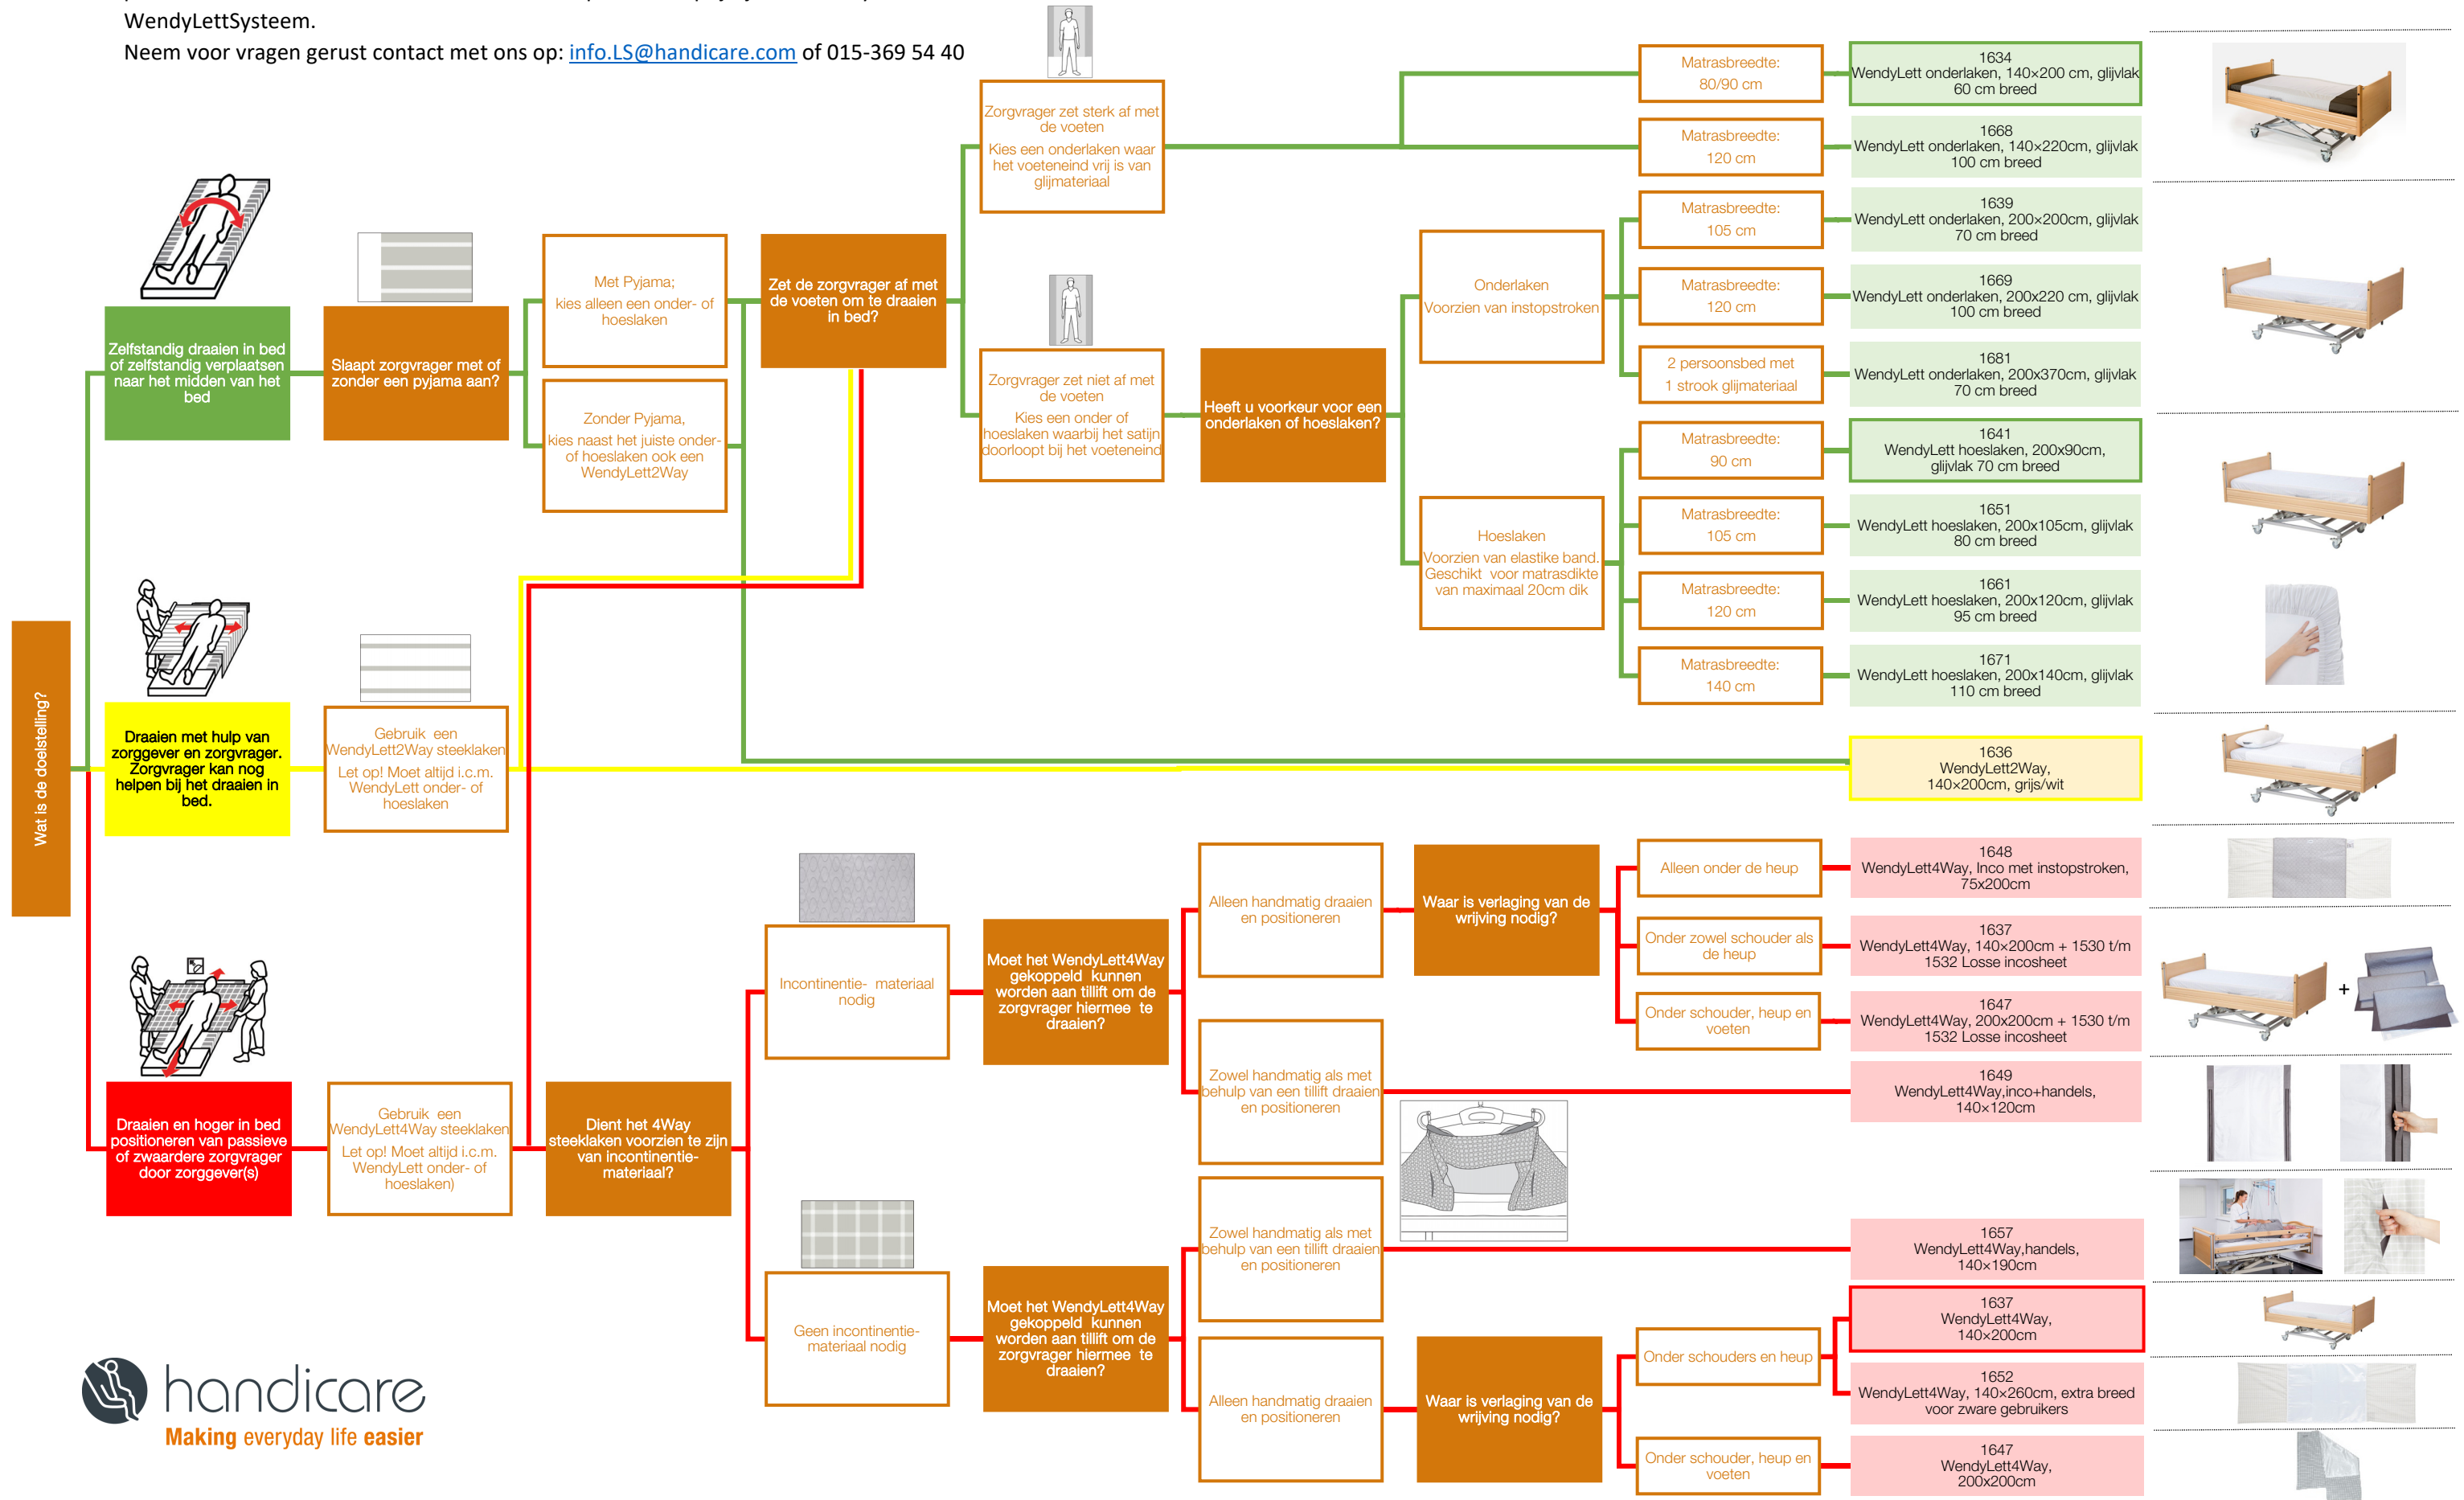 WendyLettSysteem.
Neem voor vragen gerust contact met ons op: info.LS@handicare.com of 015-369 54 40
Wat is de doelstelling?
Zelfstandig draaien in bed
of zelfstandig verplaatsen
naar het midden van het
bed
Slaapt zorgvrager met of
zonder een pyjama aan?
Met Pyjama;
kies alleen een onder- of
hoeslaken
Zonder Pyjama,
kies naast het juiste onder-
of hoeslaken ook een
WendyLett2Way
Zet de zorgvrager af met
de voeten om te draaien
in bed?
Zorgvrager zet sterk af met
de voeten
Kies een onderlaken waar
het voeteneind vrij is van
glijmateriaal
Zorgvrager zet niet af met
de voeten
Kies een onder of
hoeslaken waarbij het satijn
doorloopt bij het voeteneind
Heeft u voorkeur voor een
onderlaken of hoeslaken?
Onderlaken
Voorzien van instopstroken
Hoeslaken
Voorzien van elastike band.
Geschikt voor matrasdikte
van maximaal 20cm dik
Matrasbreedte:
80/90 cm
1634
WendyLett onderlaken, 140×200 cm, glijvlak
60 cm breed
Matrasbreedte:
120 cm
1668
WendyLett onderlaken, 140×220cm, glijvlak
100 cm breed
Matrasbreedte:
105 cm
1639
WendyLett onderlaken, 200×200cm, glijvlak
70 cm breed
Matrasbreedte:
120 cm
1669
WendyLett onderlaken, 200x220 cm, glijvlak
100 cm breed
2 persoonsbed met
1 strook glijmateriaal
1681
WendyLett onderlaken, 200x370cm, glijvlak
70 cm breed
Matrasbreedte:
90 cm
1641
WendyLett hoeslaken, 200x90cm,
glijvlak 70 cm breed
Matrasbreedte:
105 cm
1651
WendyLett hoeslaken, 200x105cm, glijvlak
80 cm breed
Matrasbreedte:
120 cm
1661
WendyLett hoeslaken, 200x120cm, glijvlak
95 cm breed
Matrasbreedte:
140 cm
1671
WendyLett hoeslaken, 200x140cm, glijvlak
110 cm breed
Draaien met hulp van
zorggever en zorgvrager.
Zorgvrager kan nog
helpen bij het draaien in
bed.
Gebruik een
WendyLett2Way steeklaken
Let op! Moet altijd i.c.m.
WendyLett onder- of
hoeslaken
1636
WendyLett2Way,
140×200cm, grijs/wit
Draaien en hoger in bed
positioneren van passieve
of zwaardere zorgvrager
door zorggever(s)
Gebruik een
WendyLett4Way steeklaken
Let op! Moet altijd i.c.m.
WendyLett onder- of
hoeslaken)
Dient het 4Way
steeklaken voorzien te zijn
van incontinentie-
materiaal?
Incontinentie- materiaal
nodig
Moet het WendyLett4Way
gekoppeld kunnen
worden aan tillift om de
zorgvrager hiermee te
draaien?
Alleen handmatig draaien
en positioneren
Waar is verlaging van de
wrijving nodig?
Alleen onder de heup
1648
WendyLett4Way, Inco met instopstroken,
75x200cm
Onder zowel schouder als
de heup
1637
WendyLett4Way, 140×200cm + 1530 t/m
1532 Losse incosheet
+
Onder schouder, heup en
voeten
1647
WendyLett4Way, 200x200cm + 1530 t/m
1532 Losse incosheet
Zowel handmatig als met
behulp van een tillift draaien
en positioneren
1649
WendyLett4Way,inco+handels,
140×120cm
Geen incontinentie-
materiaal nodig
Moet het WendyLett4Way
gekoppeld kunnen
worden aan tillift om de
zorgvrager hiermee te
draaien?
Zowel handmatig als met
behulp van een tillift draaien
en positioneren
1657
WendyLett4Way,handels,
140×190cm
Alleen handmatig draaien
en positioneren
Waar is verlaging van de
wrijving nodig?
Onder schouders en heup
1637
WendyLett4Way,
140×200cm
1652
WendyLett4Way, 140×260cm, extra breed
voor zware gebruikers
Onder schouder, heup en
voeten
1647
WendyLett4Way,
200x200cm
handicare
Making everyday life easier